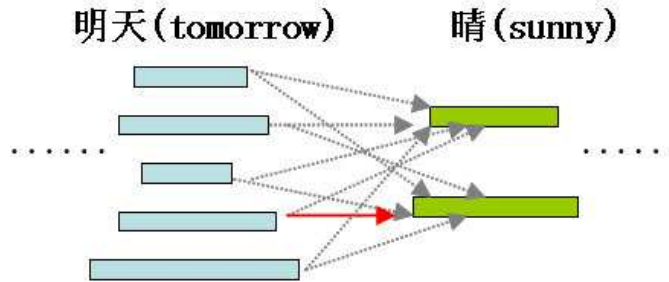 明天(tomorrow) 晴(sunny)
...... ......